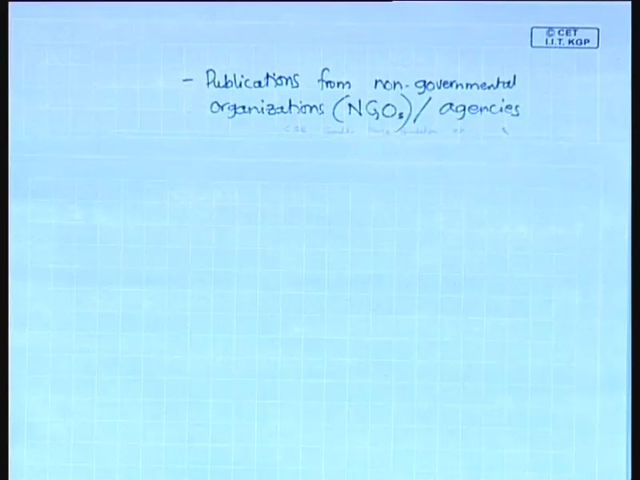 © CET
I.I.T. KGP
- Publications from non-governmental
organizations (NGOs)/ agencies